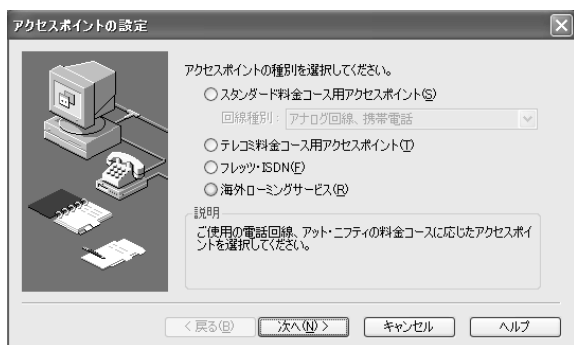 アクセスポイントの設定
アクセスポイントの種別を選択してください。
スタンダード料金コース用アクセスポイント(S)
回線種別： アナログ回線、携帯電話
テレコミ料金コース用アクセスポイント(T)
フレッツ・ISDN(F)
海外ローミングサービス(R)
説明
ご使用の電話回線、アット・ニフティの料金コースに応じたアクセスポイ
ントを選択してください。
< 戻る(B) 次へ(N) > キャンセル ヘルプ